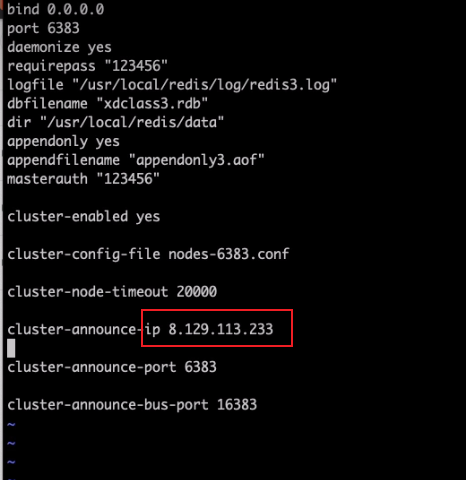 bind 0.0.0.0
port 6383
daemonize yes
requirepass "123456"
logfile "/usr/local/redis/log/redis3.log"
dbfilename "xdclass3.rdb"
dir "/usr/local/redis/data"
appendonly yes
appendfilename "appendonly3.aof"
masterauth "123456"
cluster-enabled yes
cluster-config-file nodes-6383.conf
cluster-node-timeout 20000
cluster-announce-ip 8.129.113.233
cluster-announce-port 6383
cluster-announce-bus-port 16383
~
~
~
~